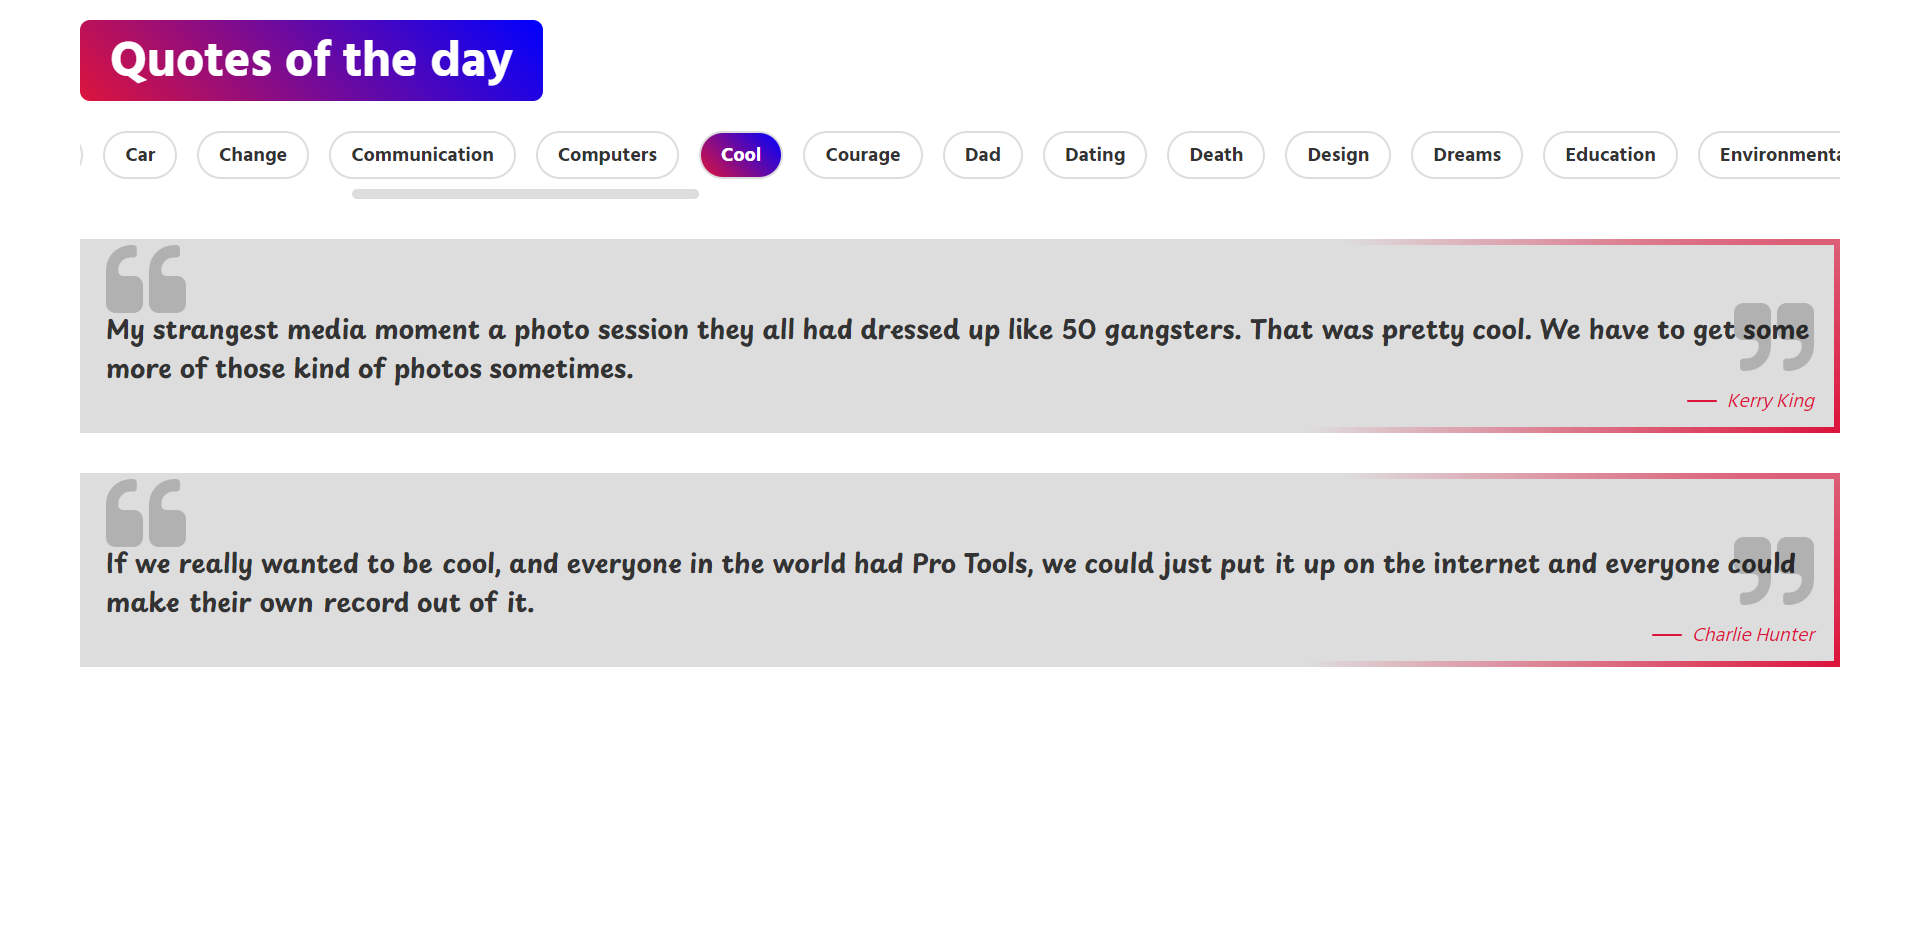 Quotes of the day
Car Change Communication Computers Cool Courage Dad Dating Death Design Dreams Education Environmenta
My strangest media moment a photo session they all had dressed up like 50 gangsters. That was pretty cool. We have to get some
more of those kind of photos sometimes.
Kerry King
If we really wanted to be cool, and everyone in the world had Pro Tools, we could just put it up on the internet and everyone could
make their own record out of it.
Charlie Hunter